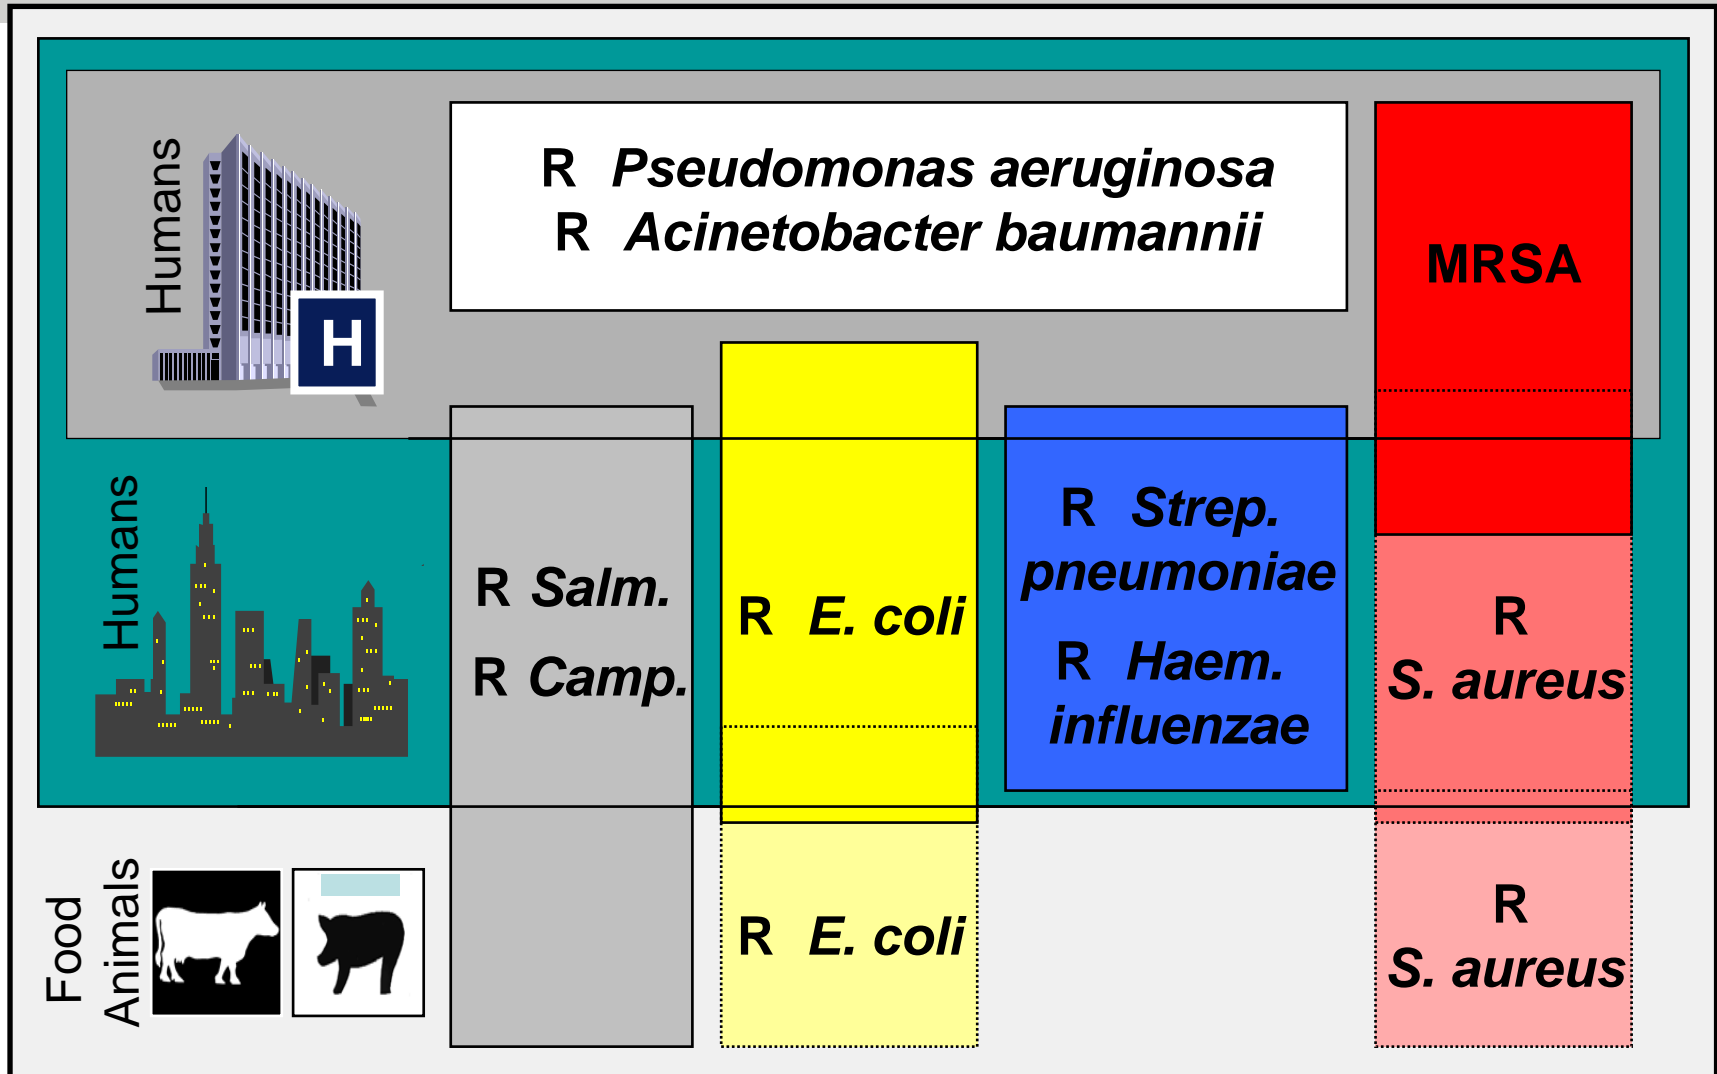 Humans
H
R Pseudomonas aeruginosa
R Acinetobacter baumannii
MRSA
Humans
R Salm.
R Camp.
R E. coli
R Strep.
pneumoniae
R Haem.
influenzae
R
S. aureus
Food
Animals
R E. coli
R
S. aureus